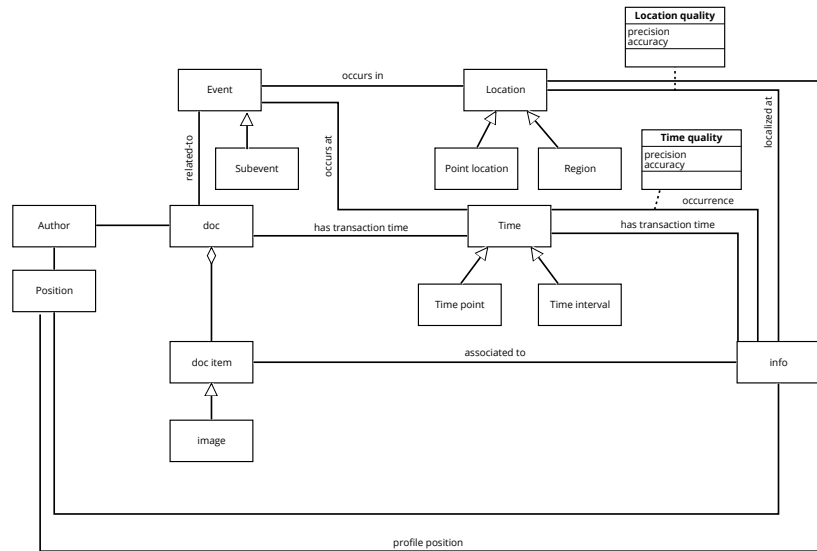 Location quality
precision
accuracy
occurs in
Event
Location
localized at
related-to
occurs at
Time quality
precision
accuracy
Subevent
Point location
Region
occurrence
Author
doc
has transaction time
Time
has transaction time
Position
Time point
Time interval
associated to
doc item
info
image
profile position